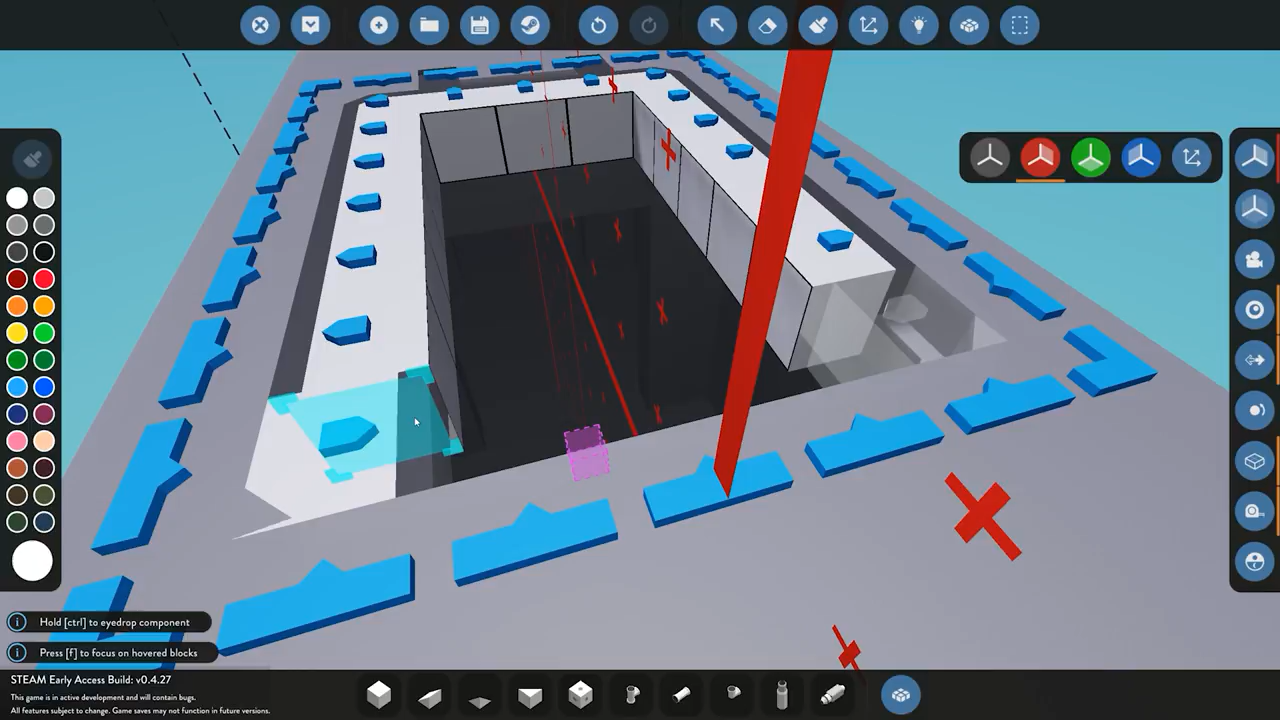 Hold [ctrl] to eyedrop component
Press [f] to focus on hovered blocks
STEAM Early Access Build: v0.4.27
This game is in active development and will contain bugs.
All features subject to change. Game saves may not function in future versions.